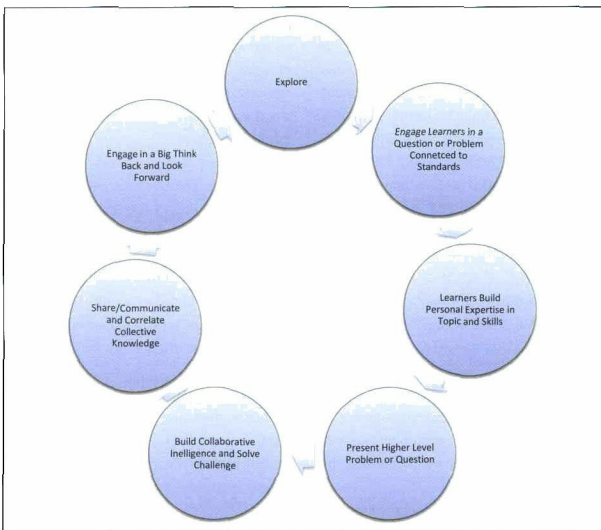 Explore
Engage Learners in a
Question or Problem
Connetced to
Standards
Learners Build
Personal Expertise in
Topic and Skills
Present Higher Level
Problem or Question
Build Collaborative
Inelligence and Solve
Challenge
Share/Communicate
and Correlate
Collective
Knowledge
Engage in a Big Think
Back and Look
Forward